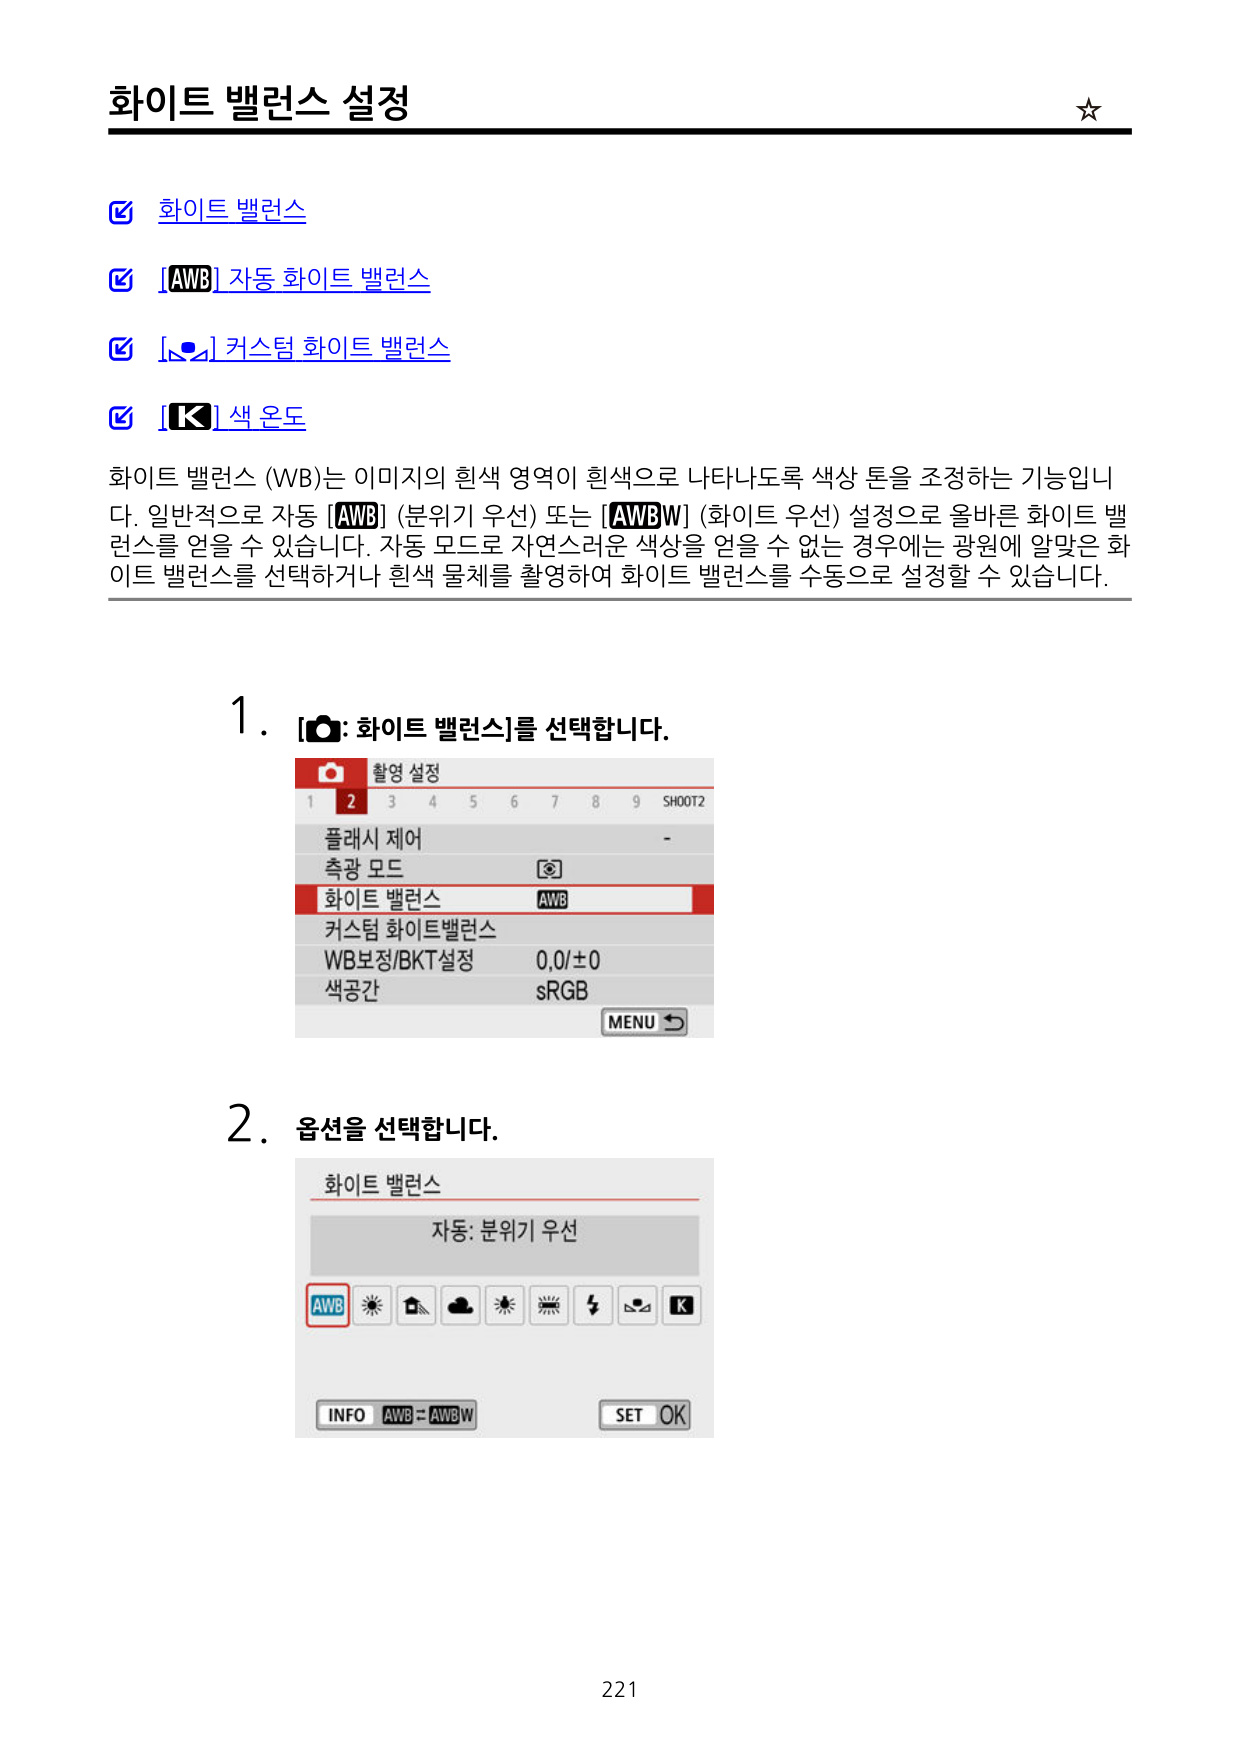 화이트 밸런스 설정 ☆
화이트 밸런스
[AWB] 자동 화이트 밸런스
[] 커스텀 화이트 밸런스
[K] 색 온도
화이트 밸런스 (WB)는 이미지의 흰색 영역이 흰색으로 나타나도록 색상 톤을 조정하는 기능입니
다. 일반적으로 자동 [AWB] (분위기 우선) 또는 [AWBW] (화이트 우선) 설정으로 올바른 화이트 밸
런스를 얻을 수 있습니다. 자동 모드로 자연스러운 색상을 얻을 수 없는 경우에는 광원에 알맞은 화
이트 밸런스를 선택하거나 흰색 물체를 촬영하여 화이트 밸런스를 수동으로 설정할 수 있습니다.
1. [: 화이트 밸런스]를 선택합니다.
촬영 설정
1 2 3 4 5 6 7 8 9 SHOOT2
플래시 제어 -
측광 모드
화이트 밸런스 AWB
커스텀 화이트밸런스
WB보정/BKT설정 0,0/±0
색공간 sRGB
MENU
2. 옵션을 선택합니다.
화이트 밸런스
자동: 분위기 우선
AWB K
INFO AWB AWBW SET OK
221